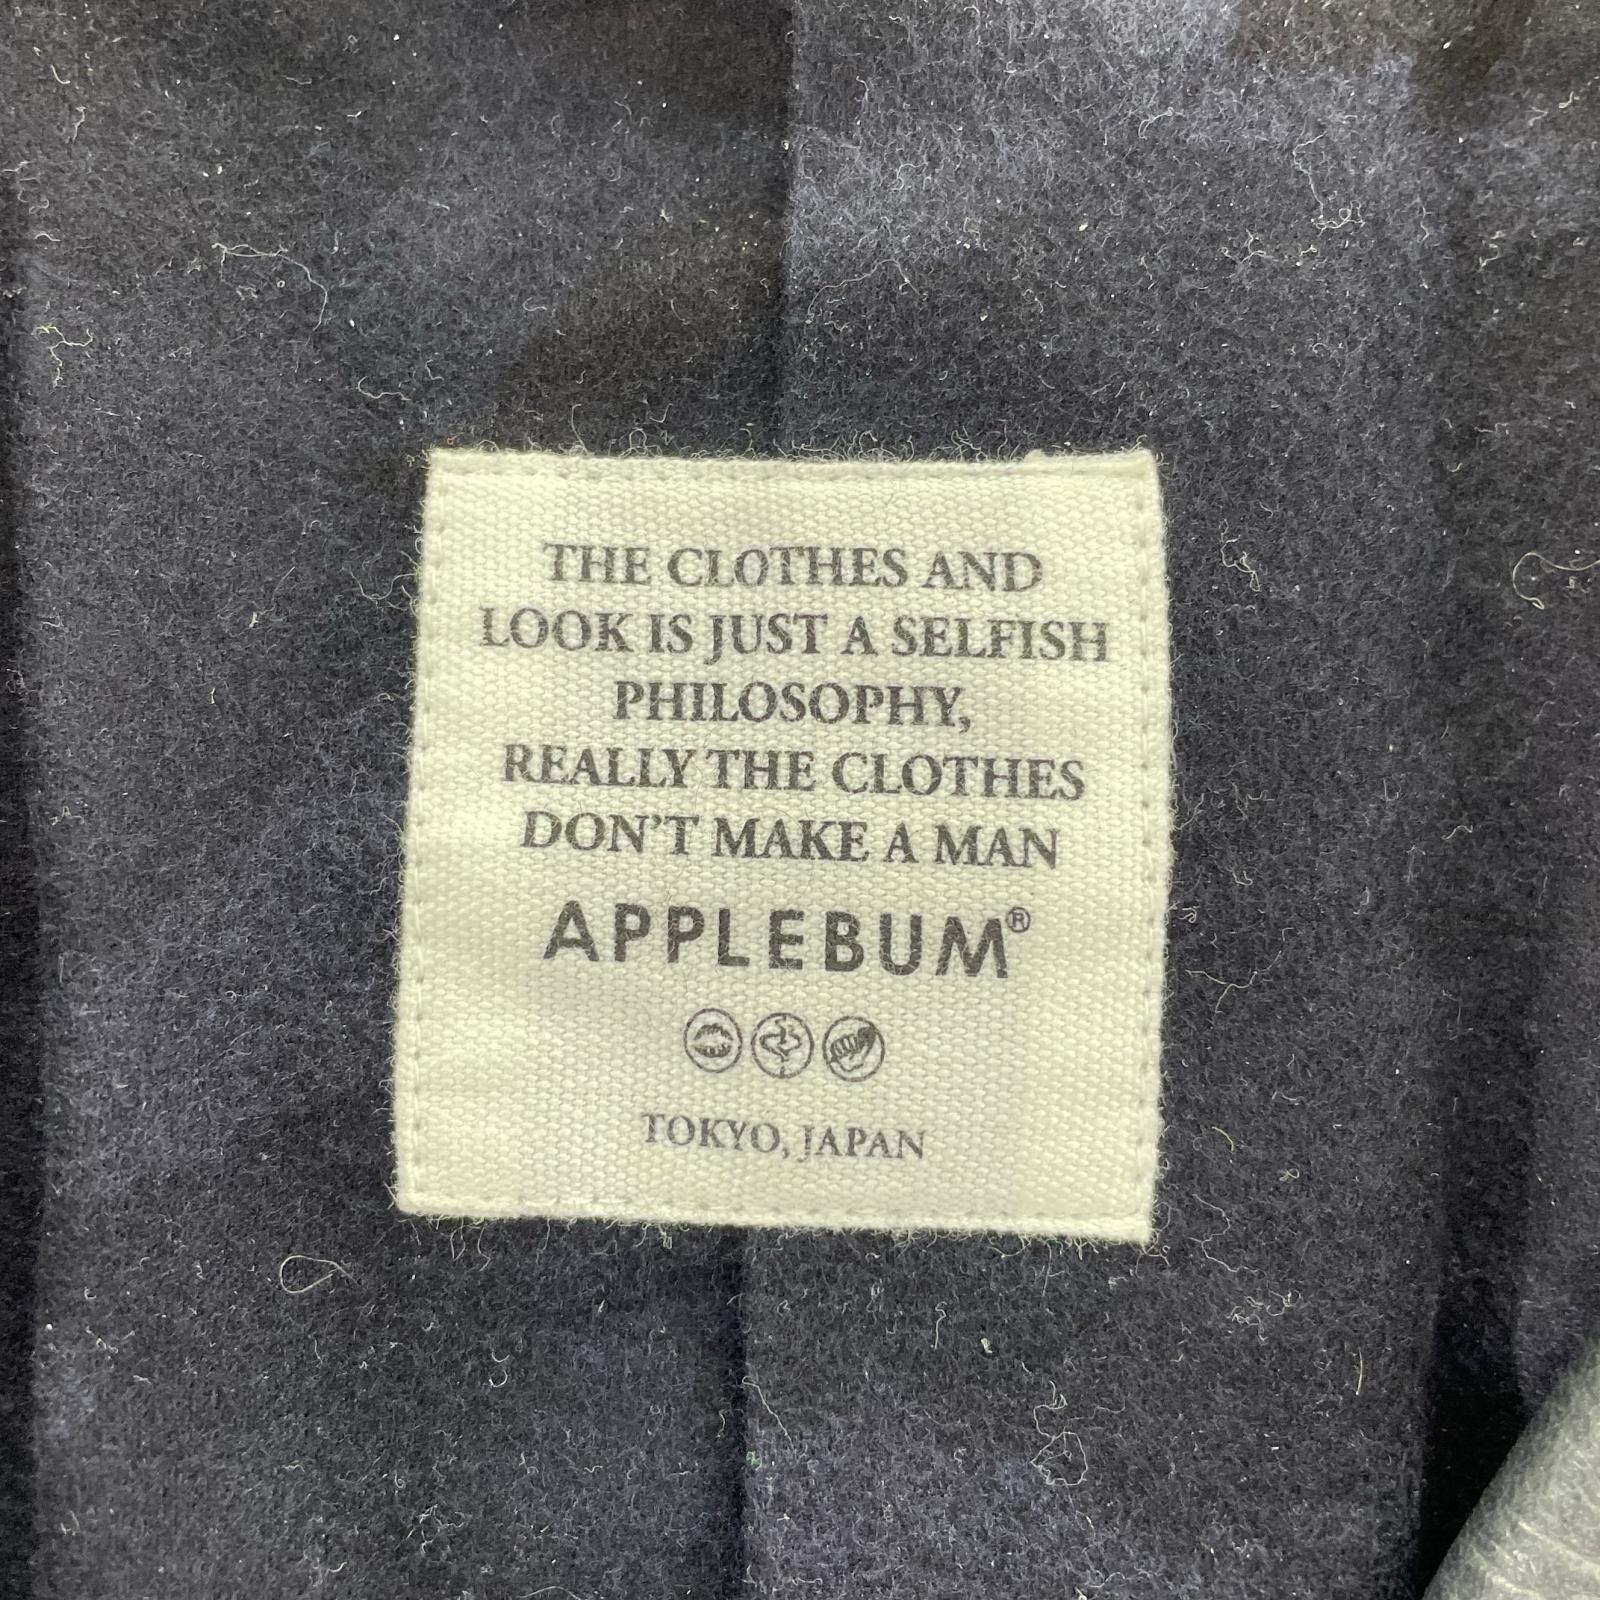 THE CLOTHES AND
LOOK IS JUST A SELFISH
PHILOSOPHY,
REALLY THE CLOTHES
DON'T MAKE A MAN
APPLEBUM®
TOKYO, JAPAN